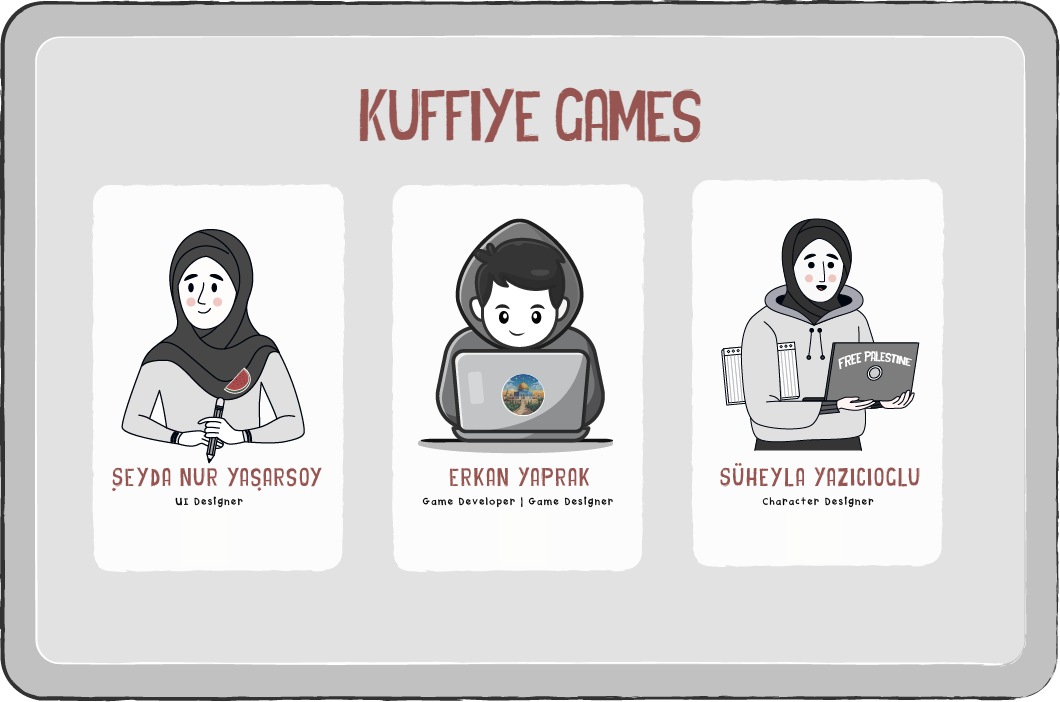 KUFFIYE GAMES
FREE PALESTINE
ŞEYDA NUR YAŞARSOY
UI Designer
ERKAN YAPRAK
Game Developer | Game Designer
SÜHEYLA YAZICIOGLU
Character Designer